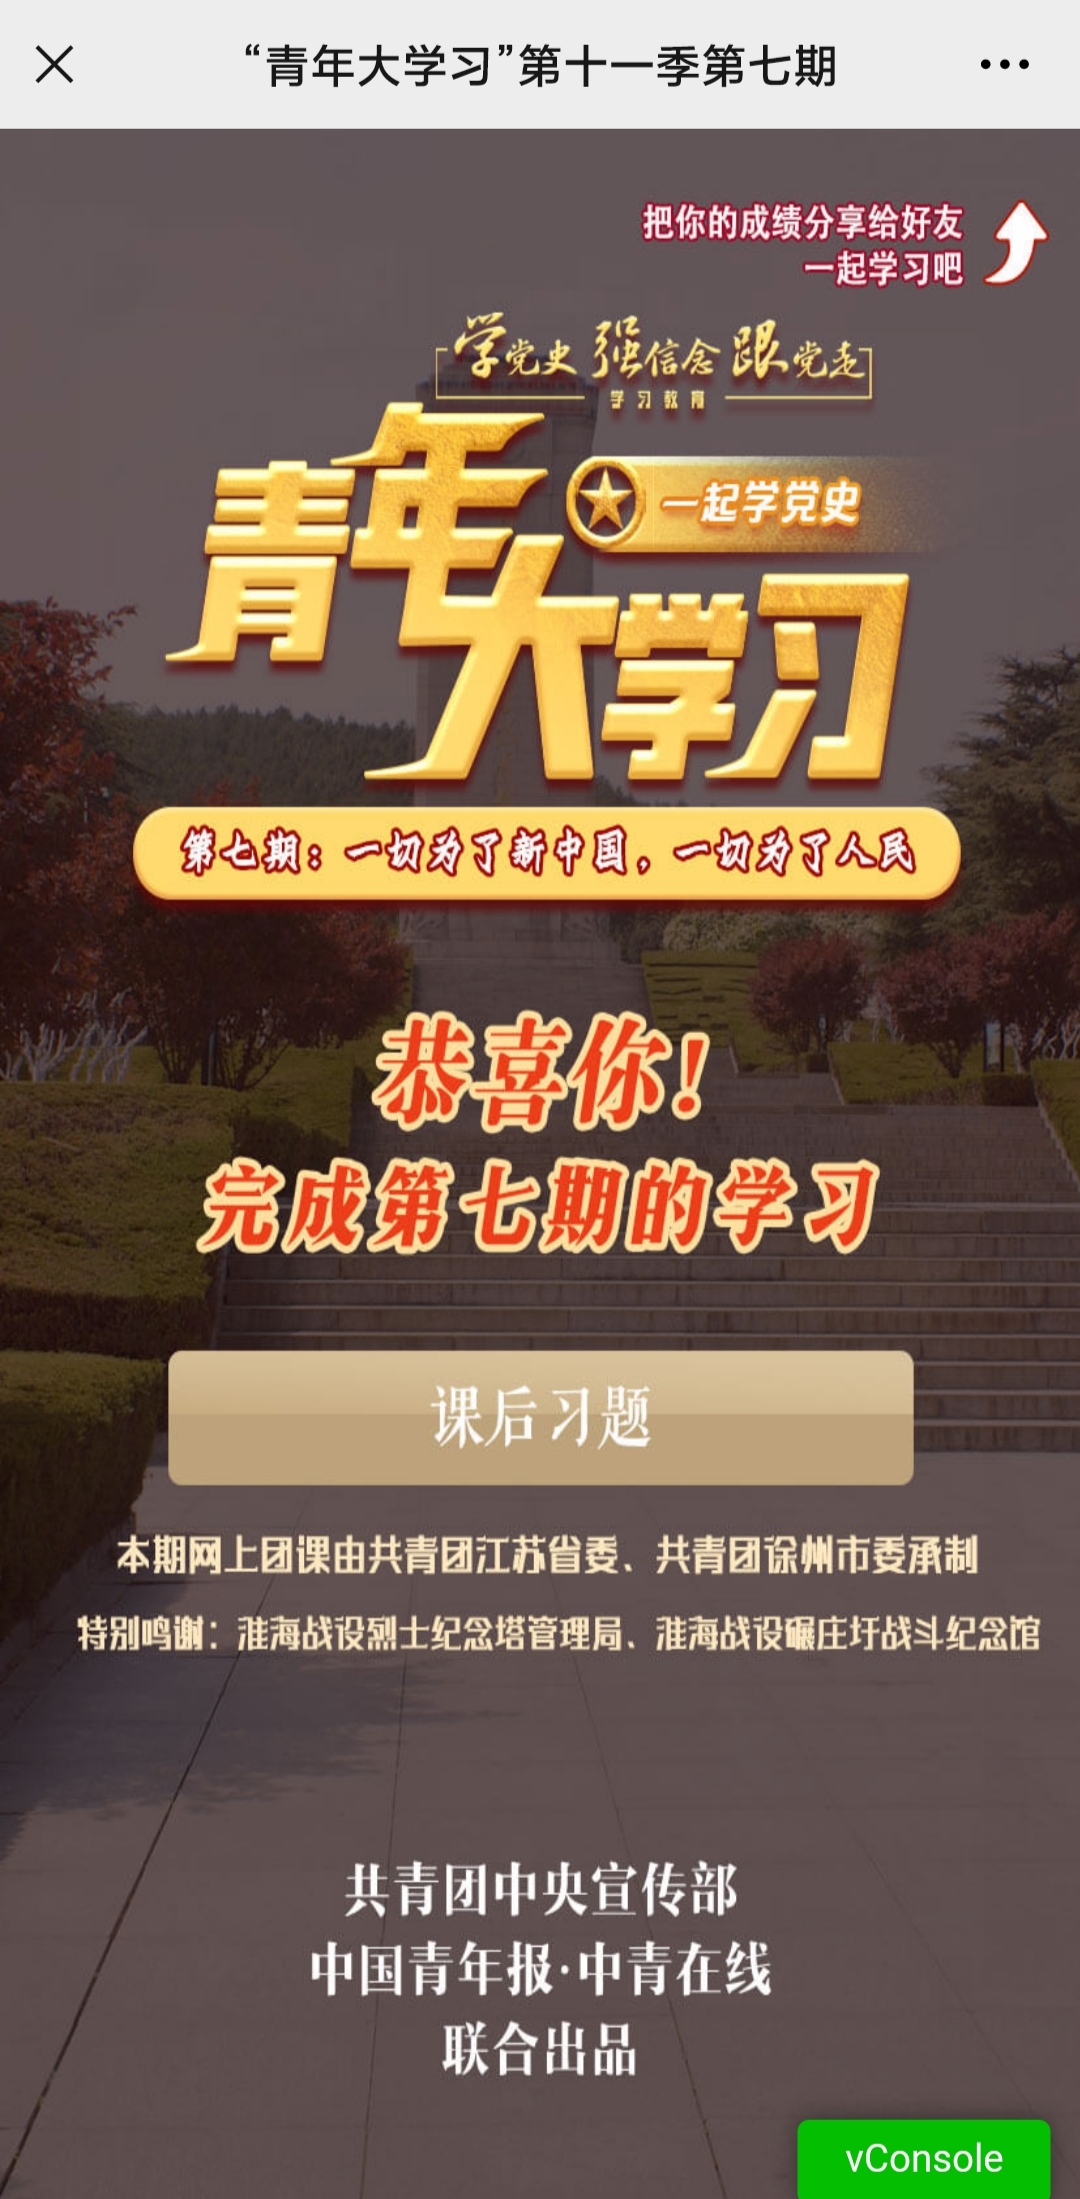 “青年大学习”第十一季第七期
把你的成绩分享给好友
一起学习吧
学党史 强信念 跟党走
学习教育
青年大学习
一起学党史
第七期：一切为了新中国，一切为了人民
恭喜你！
完成第七期的学习
课后习题
本期网上团课由共青团江苏省委、共青团徐州市委承制
特别鸣谢：淮海战役烈士纪念塔管理局、淮海战役碾庄圩战斗纪念馆
共青团中央宣传部
中国青年报·中青在线
联合出品
vConsole